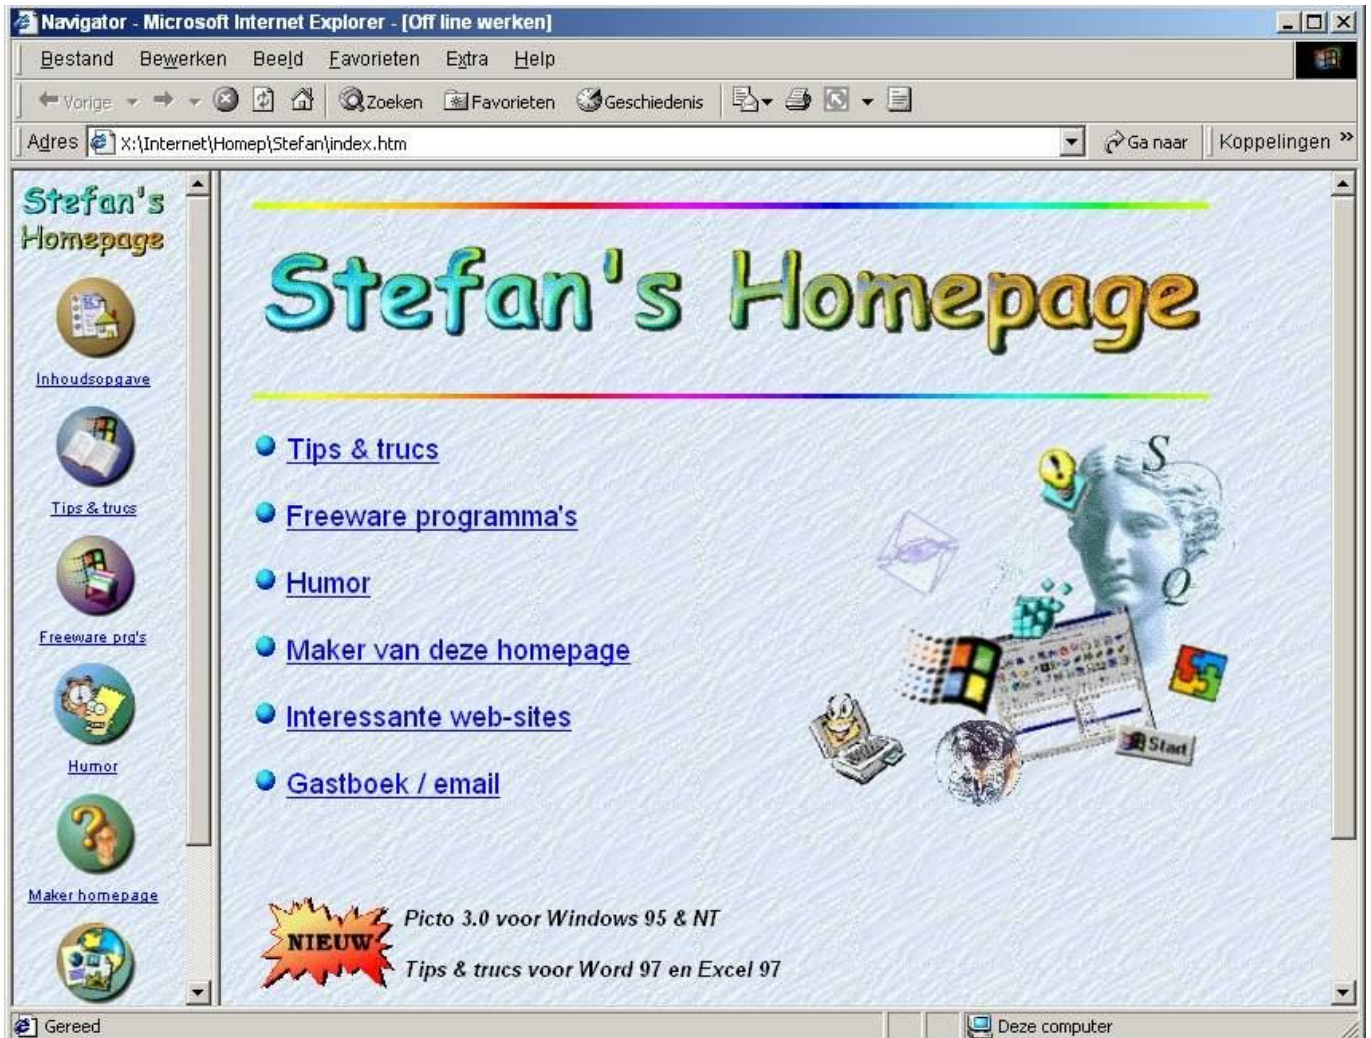 Navigator - Microsoft Internet Explorer - [Off line werken]
Bestand Bewerken Beeld Favorieten Extra Help
Vorige Zoeken Favorieten Geschiedenis
Adres X:\Internet\Homep\Stefan\index.htm Ga naar Koppelingen »
Stefan's
Homepage
Inhoudsopgave
Tips & trucs
Freeware prg's
Humor
Maker homepage
Stefan's Homepage
Tips & trucs
Freeware programma's
Humor
Maker van deze homepage
Interessante web-sites
Gastboek / email
S
Q
Start
NIEUW
Picto 3.0 voor Windows 95 & NT
Tips & trucs voor Word 97 en Excel 97
Gereed Deze computer